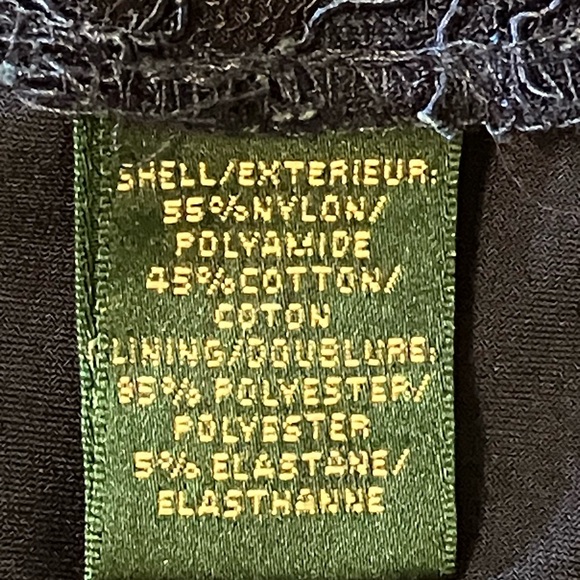 SHELL/EXTERIEUR:
55%NYLON/
POLYAMIDE
45%COTTON/
COTON
LINING/DOUBLURE:
95% POLYESTER/
POLYESTER
5% ELASTANE/
ELASTHANNE